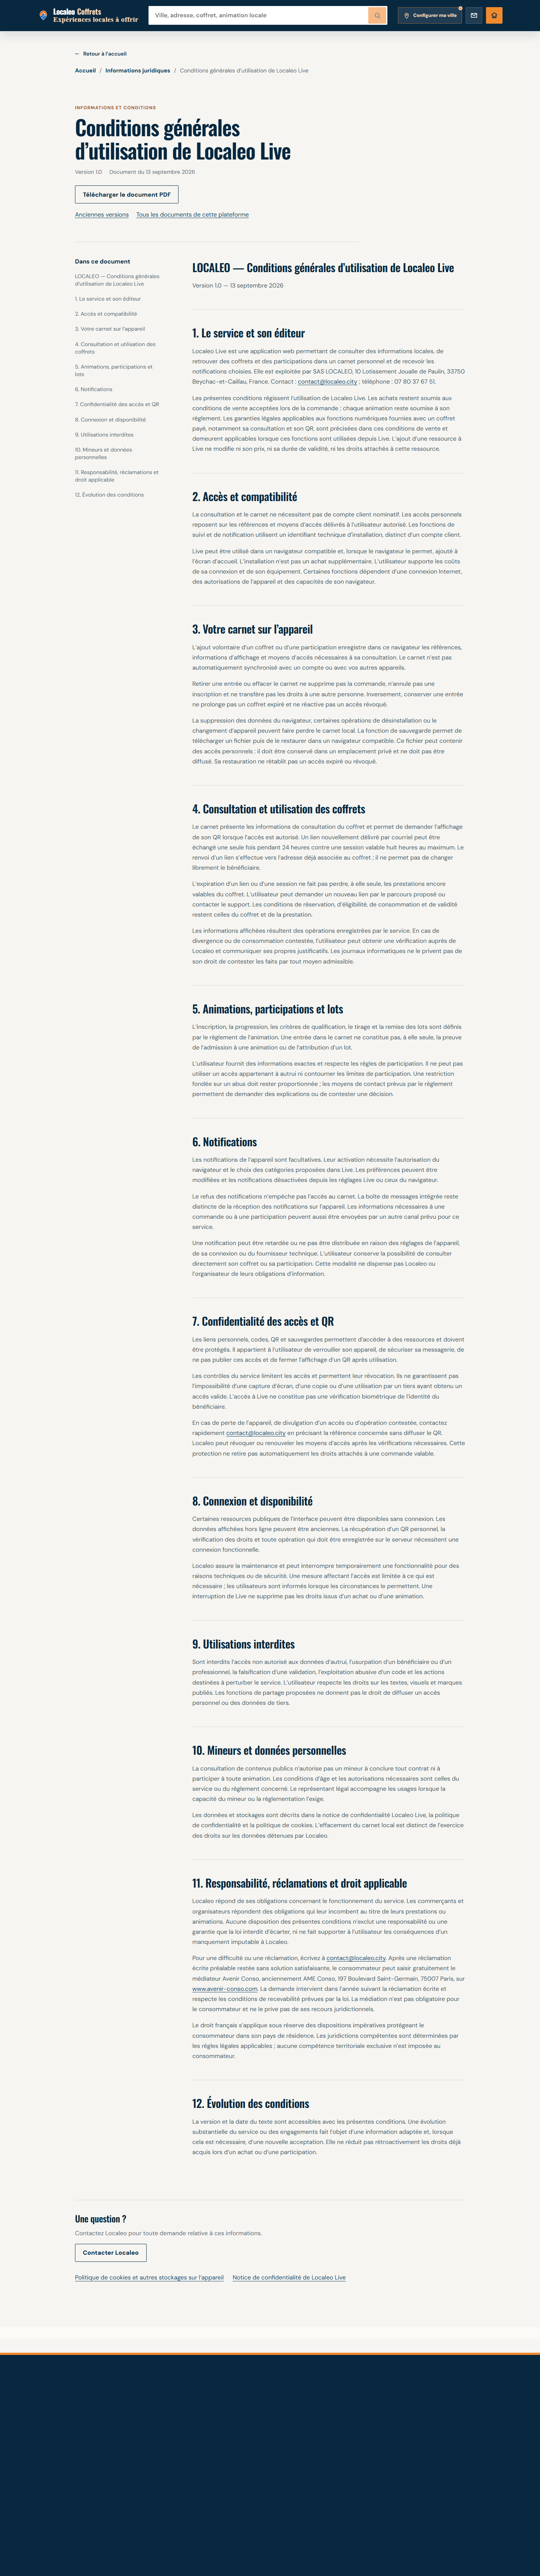 Localeo Coffrets
Expériences locales à offrir
Ville, adresse, coffret, animation locale
Configurer ma ville
← Retour à l'accueil
Accueil / Informations juridiques / Conditions générales d'utilisation de Localeo Live
INFORMATIONS ET CONDITIONS
Conditions générales
d'utilisation de Localeo Live
Version 1.0 Document du 13 septembre 2026
Télécharger le document PDF
Anciennes versions Tous les documents de cette plateforme
Dans ce document
LOCALEO — Conditions générales
d'utilisation de Localeo Live
1. Le service et son éditeur
2. Accès et compatibilité
3. Votre carnet sur l'appareil
4. Consultation et utilisation des
coffrets
5. Animations, participations et
lots
6. Notifications
7. Confidentialité des accès et QR
8. Connexion et disponibilité
9. Utilisations interdites
10. Mineurs et données
personnelles
11. Responsabilité, réclamations et
droit applicable
12. Évolution des conditions
LOCALEO — Conditions générales d'utilisation de Localeo Live
Version 1.0 — 13 septembre 2026
1. Le service et son éditeur
Localeo Live est une application web permettant de consulter des informations locales, de
retrouver des coffrets et des participations dans un carnet personnel et de recevoir les
notifications choisies. Elle est exploitée par SAS LOCALEO, 10 Lotissement Joualle de Paulin, 33750
Beychac-et-Caillau, France. Contact : contact@localeo.city ; téléphone : 07 80 37 67 51.
Les présentes conditions régissent l'utilisation de Localeo Live. Les achats restent soumis aux
conditions de vente acceptées lors de la commande ; chaque animation reste soumise à son
règlement. Les garanties légales applicables aux fonctions numériques fournies avec un coffret
payé, notamment sa consultation et son QR, sont précisées dans ces conditions de vente et
demeurent applicables lorsque ces fonctions sont utilisées depuis Live. L'ajout d'une ressource à
Live ne modifie ni son prix, ni sa durée de validité, ni les droits attachés à cette ressource.
2. Accès et compatibilité
La consultation et le carnet ne nécessitent pas de compte client nominatif. Les accès personnels
reposent sur les références et moyens d'accès délivrés à l'utilisateur autorisé. Les fonctions de
suivi et de notification utilisent un identifiant technique d'installation, distinct d'un compte client.
Live peut être utilisé dans un navigateur compatible et, lorsque le navigateur le permet, ajouté à
l'écran d'accueil. L'installation n'est pas un achat supplémentaire. L'utilisateur supporte les coûts
de sa connexion et de son équipement. Certaines fonctions dépendent d'une connexion Internet,
des autorisations de l'appareil et des capacités de son navigateur.
3. Votre carnet sur l'appareil
L'ajout volontaire d'un coffret ou d'une participation enregistre dans ce navigateur les références,
informations d'affichage et moyens d'accès nécessaires à sa consultation. Le carnet n'est pas
automatiquement synchronisé avec un compte ou avec vos autres appareils.
Retirer une entrée ou effacer le carnet ne supprime pas la commande, n'annule pas une
inscription et ne transfère pas les droits à une autre personne. Inversement, conserver une entrée
ne prolonge pas un coffret expiré et ne réactive pas un accès révoqué.
La suppression des données du navigateur, certaines opérations de désinstallation ou le
changement d'appareil peuvent faire perdre le carnet local. La fonction de sauvegarde permet de
télécharger un fichier puis de le restaurer dans un navigateur compatible. Ce fichier peut contenir
des accès personnels : il doit être conservé dans un emplacement privé et ne doit pas être
diffusé. Sa restauration ne rétablit pas un accès expiré ou révoqué.
4. Consultation et utilisation des coffrets
Le carnet présente les informations de consultation du coffret et permet de demander l'affichage
de son QR lorsque l'accès est autorisé. Un lien nouvellement délivré par courriel peut être
échangé une seule fois pendant 24 heures contre une session valable huit heures au maximum. Le
renvoi d'un lien s'effectue vers l'adresse déjà associée au coffret ; il ne permet pas de changer
librement le bénéficiaire.
L'expiration d'un lien ou d'une session ne fait pas perdre, à elle seule, les prestations encore
valables du coffret. L'utilisateur peut demander un nouveau lien par le parcours proposé ou
contacter le support. Les conditions de réservation, d'éligibilité, de consommation et de validité
restent celles du coffret et de la prestation.
Les informations affichées résultent des opérations enregistrées par le service. En cas de
divergence ou de consommation contestée, l'utilisateur peut obtenir une vérification auprès de
Localeo et communiquer ses propres justificatifs. Les journaux informatiques ne le privent pas de
son droit de contester les faits par tout moyen admissible.
5. Animations, participations et lots
L'inscription, la progression, les critères de qualification, le tirage et la remise des lots sont définis
par le règlement de l'animation. Une entrée dans le carnet ne constitue pas, à elle seule, la preuve
de l'admission à une animation ou de l'attribution d'un lot.
L'utilisateur fournit des informations exactes et respecte les règles de participation. Il ne peut pas
utiliser un accès appartenant à autrui ni contourner les limites de participation. Une restriction
fondée sur un abus doit rester proportionnée ; les moyens de contact prévus par le règlement
permettent de demander des explications ou de contester une décision.
6. Notifications
Les notifications de l'appareil sont facultatives. Leur activation nécessite l'autorisation du
navigateur et le choix des catégories proposées dans Live. Les préférences peuvent être
modifiées et les notifications désactivées depuis les réglages Live ou ceux du navigateur.
Le refus des notifications n'empêche pas l'accès au carnet. La boîte de messages intégrée reste
distincte de la réception des notifications sur l'appareil. Les informations nécessaires à une
commande ou à une participation peuvent aussi être envoyées par un autre canal prévu pour ce
service.
Une notification peut être retardée ou ne pas être distribuée en raison des réglages de l'appareil,
de sa connexion ou du fournisseur technique. L'utilisateur conserve la possibilité de consulter
directement son coffret ou sa participation. Cette modalité ne dispense pas Localeo ou
l'organisateur de leurs obligations d'information.
7. Confidentialité des accès et QR
Les liens personnels, codes, QR et sauvegardes permettent d'accéder à des ressources et doivent
être protégés. Il appartient à l'utilisateur de verrouiller son appareil, de sécuriser sa messagerie, de
ne pas publier ces accès et de fermer l'affichage d'un QR après utilisation.
Les contrôles du service limitent les accès et permettent leur révocation. Ils ne garantissent pas
l'impossibilité d'une capture d'écran, d'une copie ou d'une utilisation par un tiers ayant obtenu un
accès valide. L'accès à Live ne constitue pas une vérification biométrique de l'identité du
bénéficiaire.
En cas de perte de l'appareil, de divulgation d'un accès ou d'opération contestée, contactez
rapidement contact@localeo.city en précisant la référence concernée sans diffuser le QR.
Localeo peut révoquer ou renouveler les moyens d'accès après les vérifications nécessaires. Cette
protection ne retire pas automatiquement les droits attachés à une commande valable.
8. Connexion et disponibilité
Certaines ressources publiques de l'interface peuvent être disponibles sans connexion. Les
données affichées hors ligne peuvent être anciennes. La récupération d'un QR personnel, la
vérification des droits et toute opération qui doit être enregistrée sur le serveur nécessitent une
connexion fonctionnelle.
Localeo assure la maintenance et peut interrompre temporairement une fonctionnalité pour des
raisons techniques ou de sécurité. Une mesure affectant l'accès est limitée à ce qui est
nécessaire ; les utilisateurs sont informés lorsque les circonstances le permettent. Une
interruption de Live ne supprime pas les droits issus d'un achat ou d'une animation.
9. Utilisations interdites
Sont interdits l'accès non autorisé aux données d'autrui, l'usurpation d'un bénéficiaire ou d'un
professionnel, la falsification d'une validation, l'exploitation abusive d'un code et les actions
destinées à perturber le service. L'utilisateur respecte les droits sur les textes, visuels et marques
publiés. Les fonctions de partage proposées ne donnent pas le droit de diffuser un accès
personnel ou des données de tiers.
10. Mineurs et données personnelles
La consultation de contenus publics n'autorise pas un mineur à conclure tout contrat ni à
participer à toute animation. Les conditions d'âge et les autorisations nécessaires sont celles du
service ou du règlement concerné. Le représentant légal accompagne les usages lorsque la
capacité du mineur ou la réglementation l'exige.
Les données et stockages sont décrits dans la notice de confidentialité Localeo Live, la politique
de confidentialité et la politique de cookies. L'effacement du carnet local est distinct de l'exercice
des droits sur les données détenues par Localeo.
11. Responsabilité, réclamations et droit applicable
Localeo répond de ses obligations concernant le fonctionnement du service. Les commerçants et
organisateurs répondent des obligations qui leur incombent au titre de leurs prestations ou
animations. Aucune disposition des présentes conditions n'exclut une responsabilité ou une
garantie que la loi interdit d'écarter, ni ne fait supporter à l'utilisateur les conséquences d'un
manquement imputable à Localeo.
Pour une difficulté ou une réclamation, écrivez à contact@localeo.city. Après une réclamation
écrite préalable restée sans solution satisfaisante, le consommateur peut saisir gratuitement le
médiateur Avenir Conso, anciennement AME Conso, 197 Boulevard Saint-Germain, 75007 Paris, sur
www.avenir-conso.com. La demande intervient dans l'année suivant la réclamation écrite et
respecte les conditions de recevabilité prévues par la loi. La médiation n'est pas obligatoire pour
le consommateur et ne le prive pas de ses recours juridictionnels.
Le droit français s'applique sous réserve des dispositions impératives protégeant le
consommateur dans son pays de résidence. Les juridictions compétentes sont déterminées par
les règles légales applicables ; aucune compétence territoriale exclusive n'est imposée au
consommateur.
12. Évolution des conditions
La version et la date du texte sont accessibles avec les présentes conditions. Une évolution
substantielle du service ou des engagements fait l'objet d'une information adaptée et, lorsque
cela est nécessaire, d'une nouvelle acceptation. Elle ne réduit pas rétroactivement les droits déjà
acquis lors d'un achat ou d'une participation.
Une question ?
Contactez Localeo pour toute demande relative à ces informations.
Contacter Localeo
Politique de cookies et autres stockages sur l'appareil Notice de confidentialité de Localeo Live